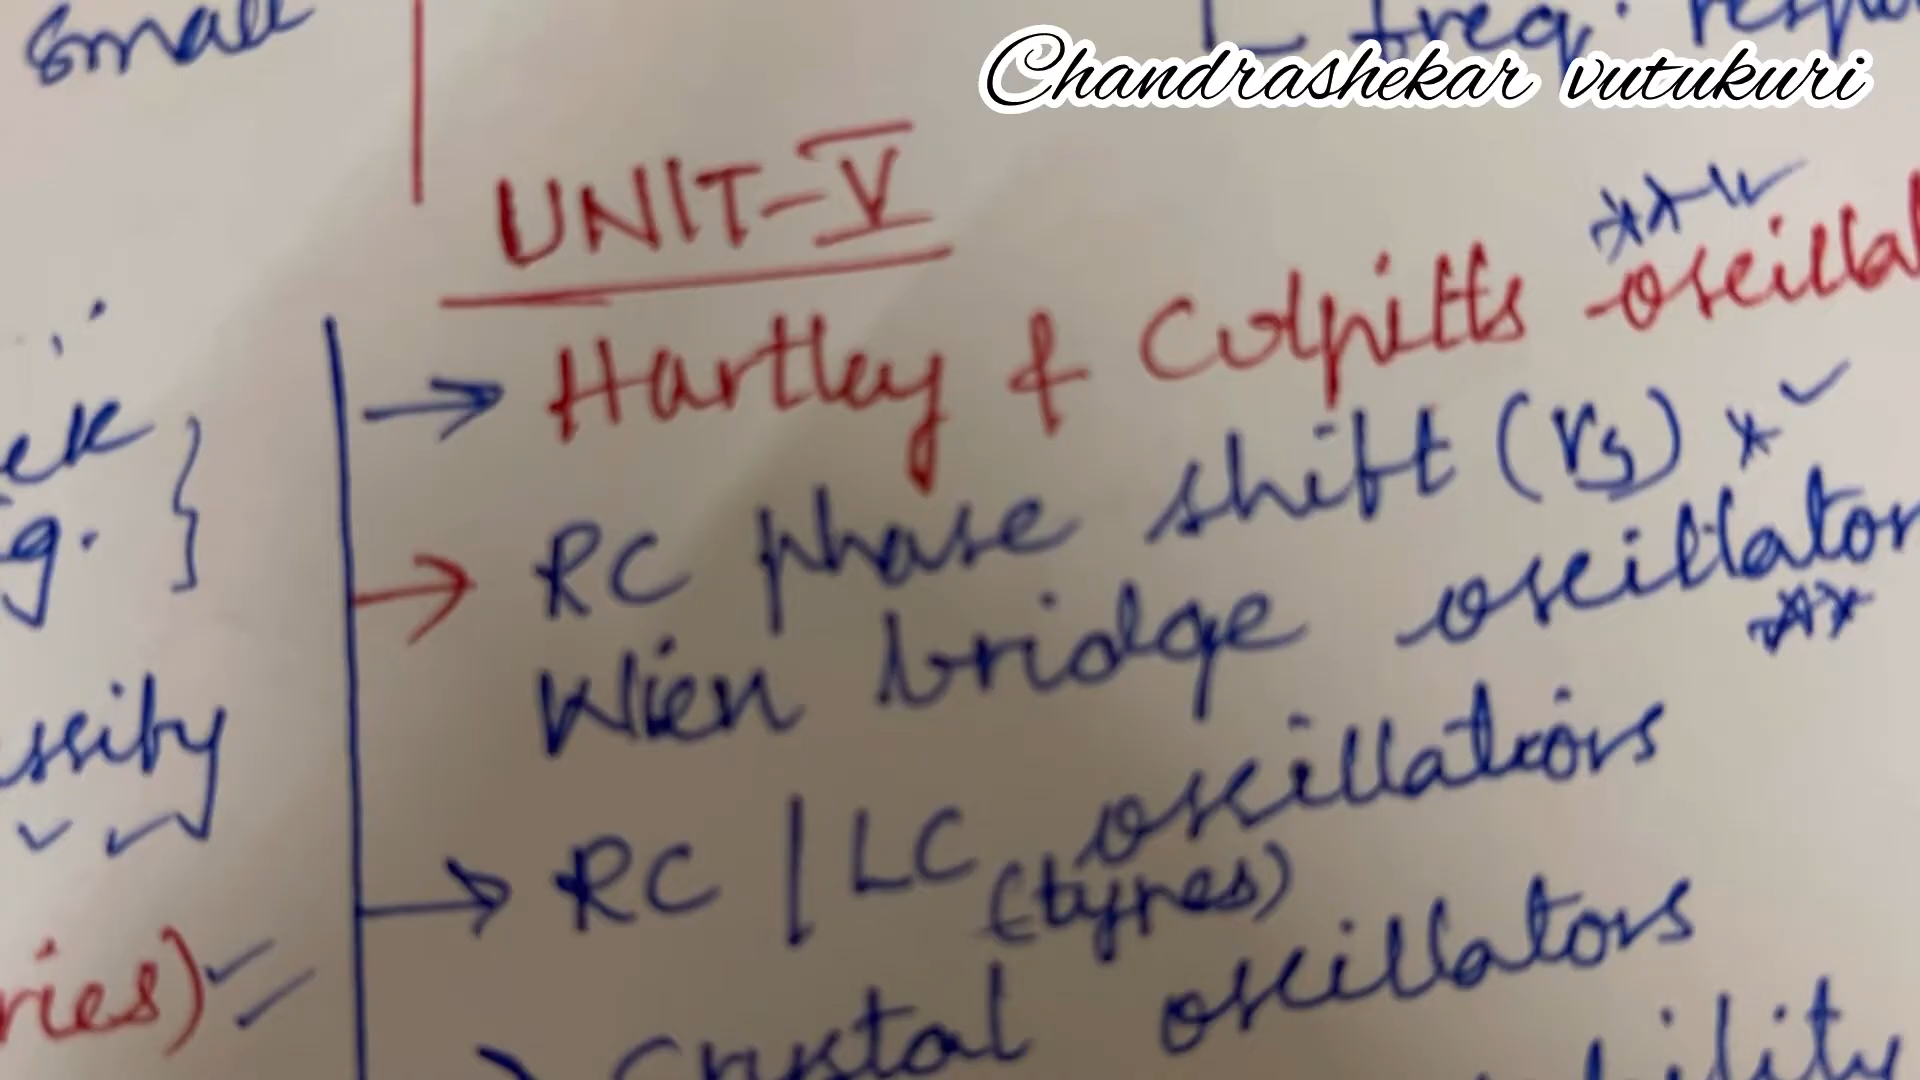 small
freq.
Chandrashekar vutukuri
UNIT-V
→ Hartley & Colpitts
→ RC phase shift (Vs)
Wien bridge oscillator
→ RC | LC oscillators
(types)
Crystal oscillators